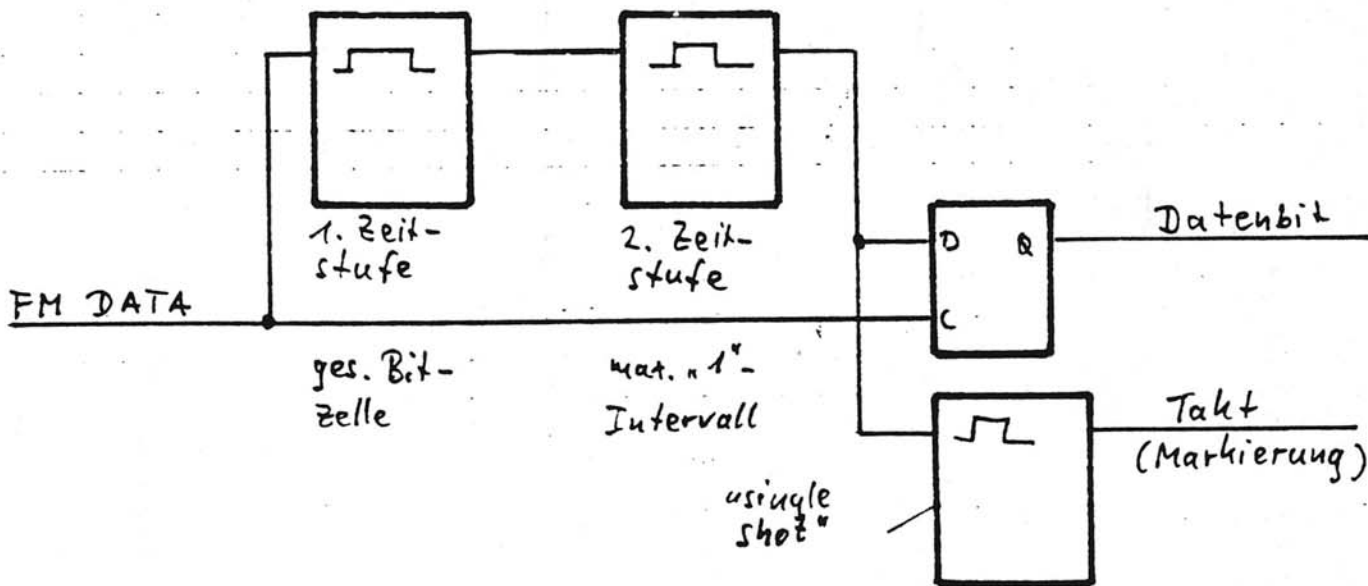 1. Zeit-
stufe
2. Zeit-
stufe
D Q
C
Datenbit
FM DATA
ges. Bit-
Zelle
max. "1"-
Intervall
"single
shot"
Takt
(Markierung)